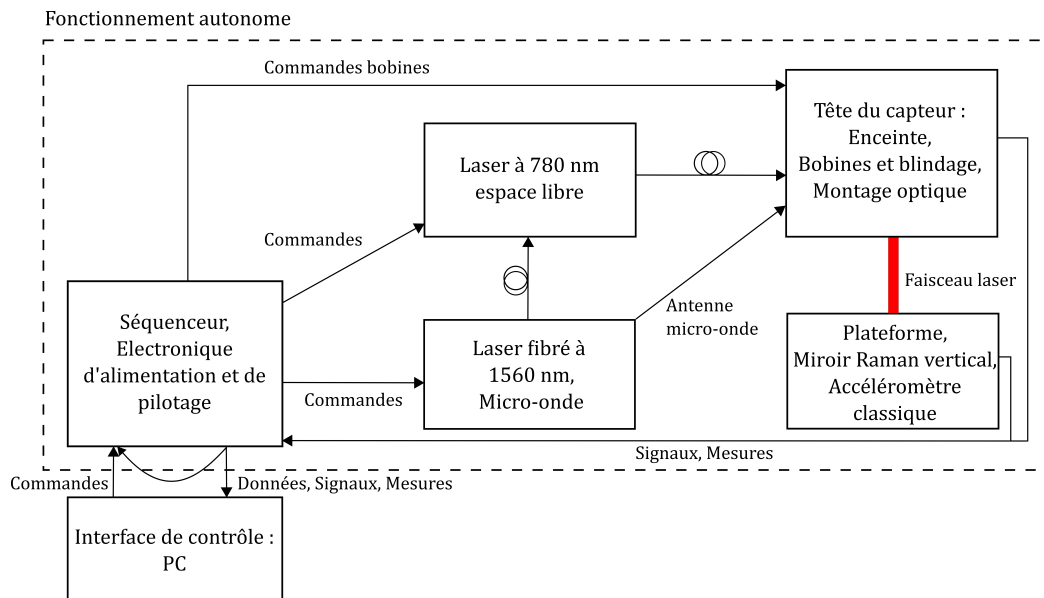 Fonctionnement autonome
Commandes bobines
Tête du capteur :
Enceinte,
Bobines et blindage,
Montage optique
Laser à 780 nm
espace libre
Commandes
Faisceau laser
Antenne
micro-onde
Séquenceur,
Electronique
d'alimentation et de
pilotage
Laser fibré à
1560 nm,
Micro-onde
Plateforme,
Miroir Raman vertical,
Accéléromètre
classique
Commandes
Signaux, Mesures
Commandes
Données, Signaux, Mesures
Interface de contrôle :
PC